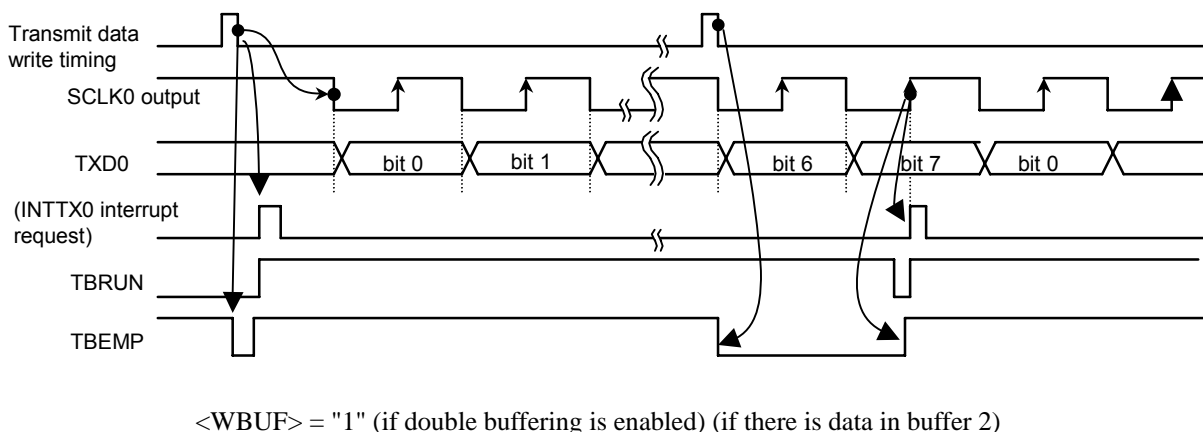 Transmit data
write timing
SCLK0 output
TXD0
bit 0
bit 1
bit 6
bit 7
bit 0
(INTTX0 interrupt
request)
TBRUN
TBEMP
<WBUF> = "1" (if double buffering is enabled) (if there is data in buffer 2)